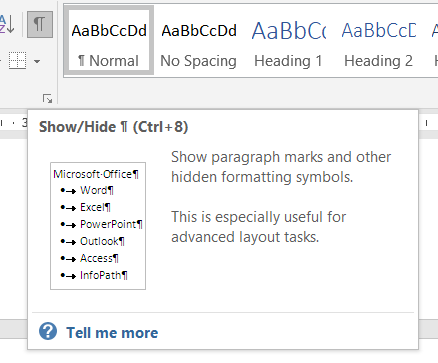 Z
¶
AaBbCcDd AaBbCcDd AaBbCc AaBbCcD
¶ Normal No Spacing Heading 1 Heading 2
3
Show/Hide ¶ (Ctrl+8)
Microsoft·Office¶
•→ Word¶
•→ Excel¶
•→ PowerPoint¶
•→ Outlook¶
•→ Access¶
•→ InfoPath¶
Show paragraph marks and other
hidden formatting symbols.
This is especially useful for
advanced layout tasks.
? Tell me more